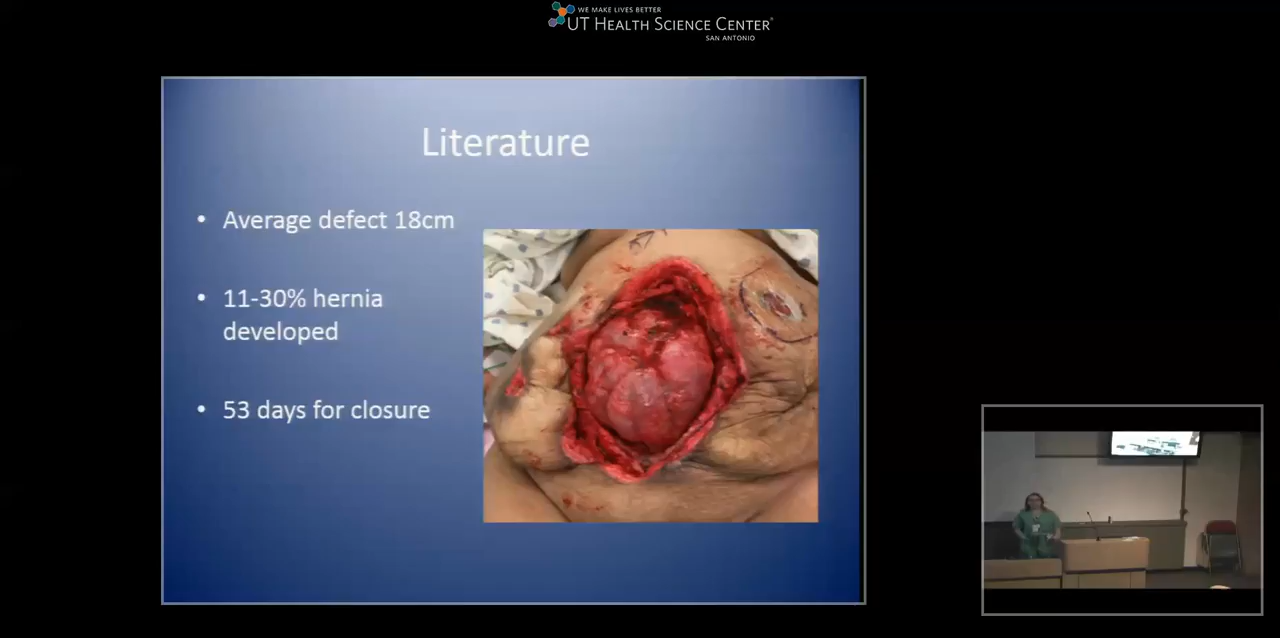 WE MAKE LIVES BETTER
UT HEALTH SCIENCE CENTER®
SAN ANTONIO
Literature
• Average defect 18cm
• 11-30% hernia
developed
• 53 days for closure